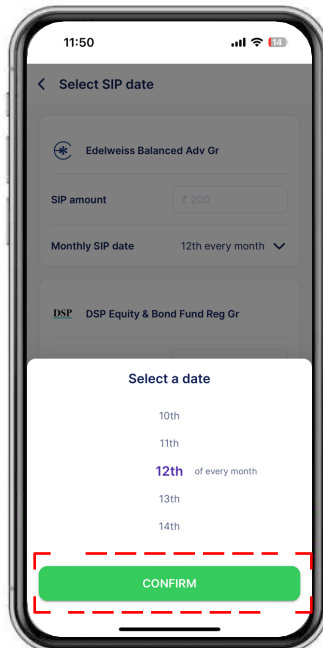 11:50
14
Select SIP date
Edelweiss Balanced Adv Gr
SIP amount
₹ 200
Monthly SIP date
12th every month
DSP
DSP Equity & Bond Fund Reg Gr
Select a date
10th
11th
12th of every month
13th
14th
CONFIRM